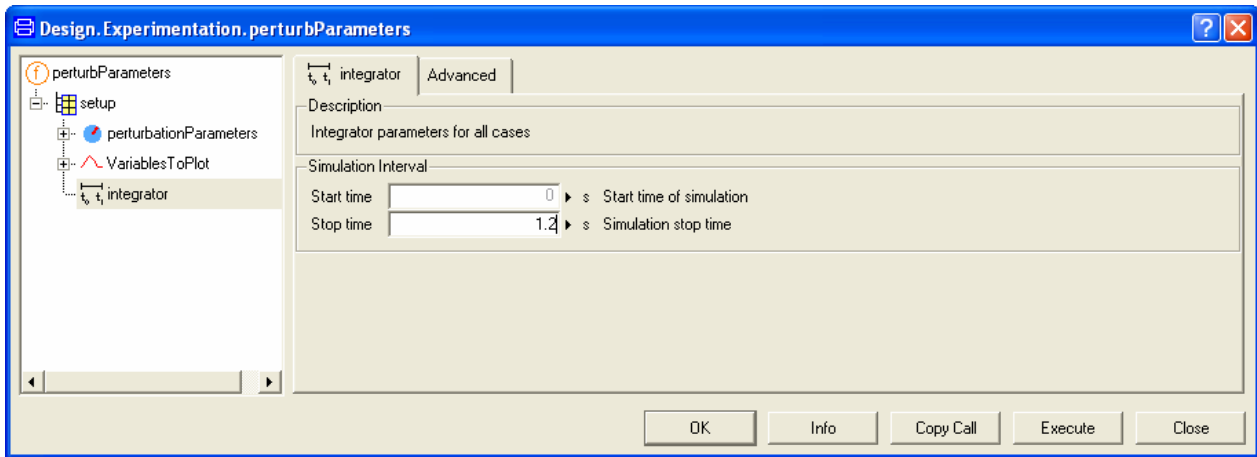 Design.Experimentation.perturbParameters
perturbParameters
setup
perturbationParameters
VariablesToPlot
integrator
integrator
Advanced
Description
Integrator parameters for all cases
Simulation Interval
Start time 0 s Start time of simulation
Stop time 1.2 s Simulation stop time
OK Info Copy Call Execute Close